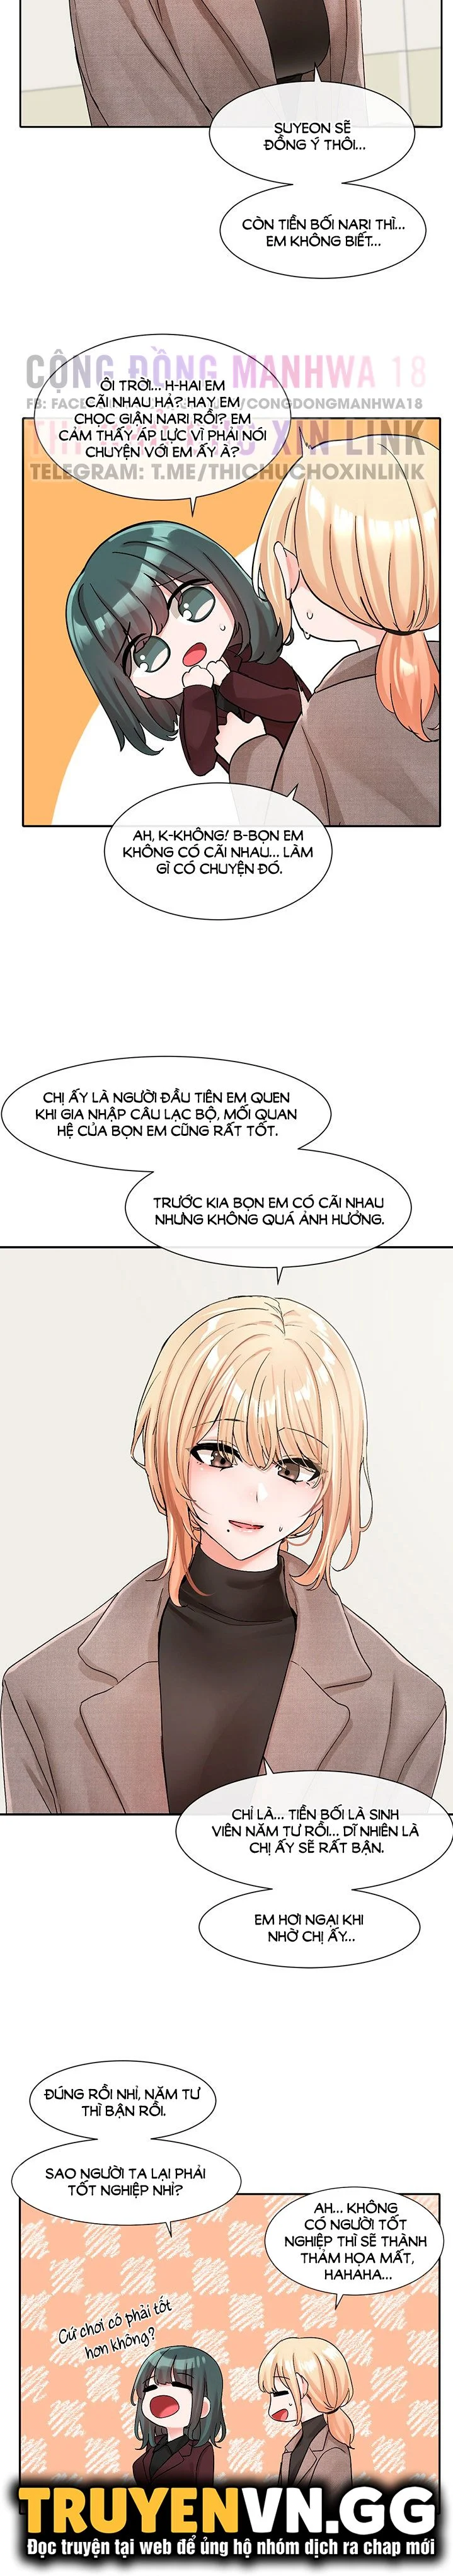 SUYEON SẼ
ĐỒNG Ý THÔI...
CÒN TIỀN BỐI NARI THÌ...
EM KHÔNG BIẾT...
CỘNG ĐỒNG MANHWA 18
ÔI TRỜI... H-HAI EM
CÃI NHAU HẢ? HAY EM
CHỌC GIẬN NARI RỒI? EM
CẢM THẤY ÁP LỰC VÌ PHẢI NÓI
CHUYỆN VỚI EM ẤY À?
/CONGDONGMANHWA18
XIN LINK
TELEGRAM: T.ME/THICHUCHOXINLINK
AH, K-KHÔNG! B-BỌN EM
KHÔNG CÓ CÃI NHAU... LÀM
GÌ CÓ CHUYỆN ĐÓ.
CHỊ ẤY LÀ NGƯỜI ĐẦU TIÊN EM QUEN
KHI GIA NHẬP CÂU LẠC BỘ, MỐI QUAN
HỆ CỦA BỌN EM CŨNG RẤT TỐT.
TRƯỚC KIA BỌN EM CÓ CÃI NHAU
NHƯNG KHÔNG QUÁ ẢNH HƯỞNG.
CHỈ LÀ... TIỀN BỐI LÀ SINH
VIÊN NĂM TƯ RỒI... DĨ NHIÊN LÀ
CHỊ ẤY SẼ RẤT BẬN.
EM HƠI NGẠI KHI
NHỜ CHỊ ẤY...
ĐÚNG RỒI NHỈ, NĂM TƯ
THÌ BẬN RỒI.
SAO NGƯỜI TA LẠI PHẢI
TỐT NGHIỆP NHỈ?
AH... KHÔNG
CÓ NGƯỜI TỐT
NGHIỆP THÌ SẼ THÀNH
THẢM HỌA MẤT,
HAHAHA...
Cứ chơi có phải tốt
hơn không?
TRUYENVN.GG
Đọc truyện tại web để ủng hộ nhóm dịch ra chap mới